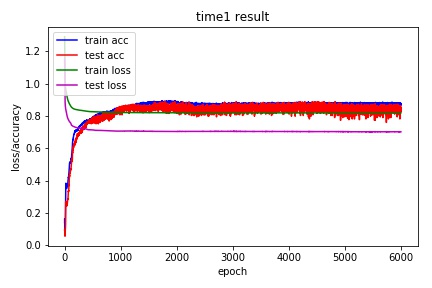 time1 result
train acc
test acc
train loss
test loss
loss/accuracy
1.2
1.0
0.8
0.6
0.4
0.2
0.0
0 1000 2000 3000 4000 5000 6000
epoch